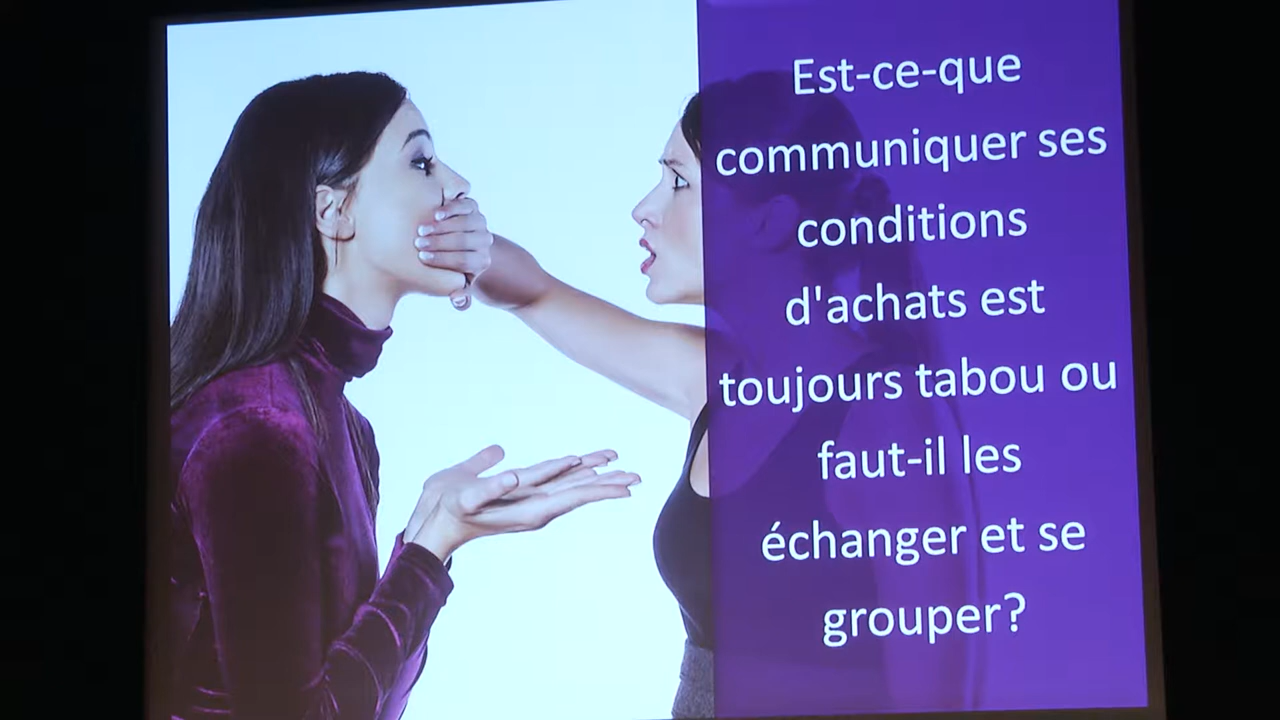 Est-ce-que
communiquer ses
conditions
d'achats est
toujours tabou ou
faut-il les
échanger et se
grouper?